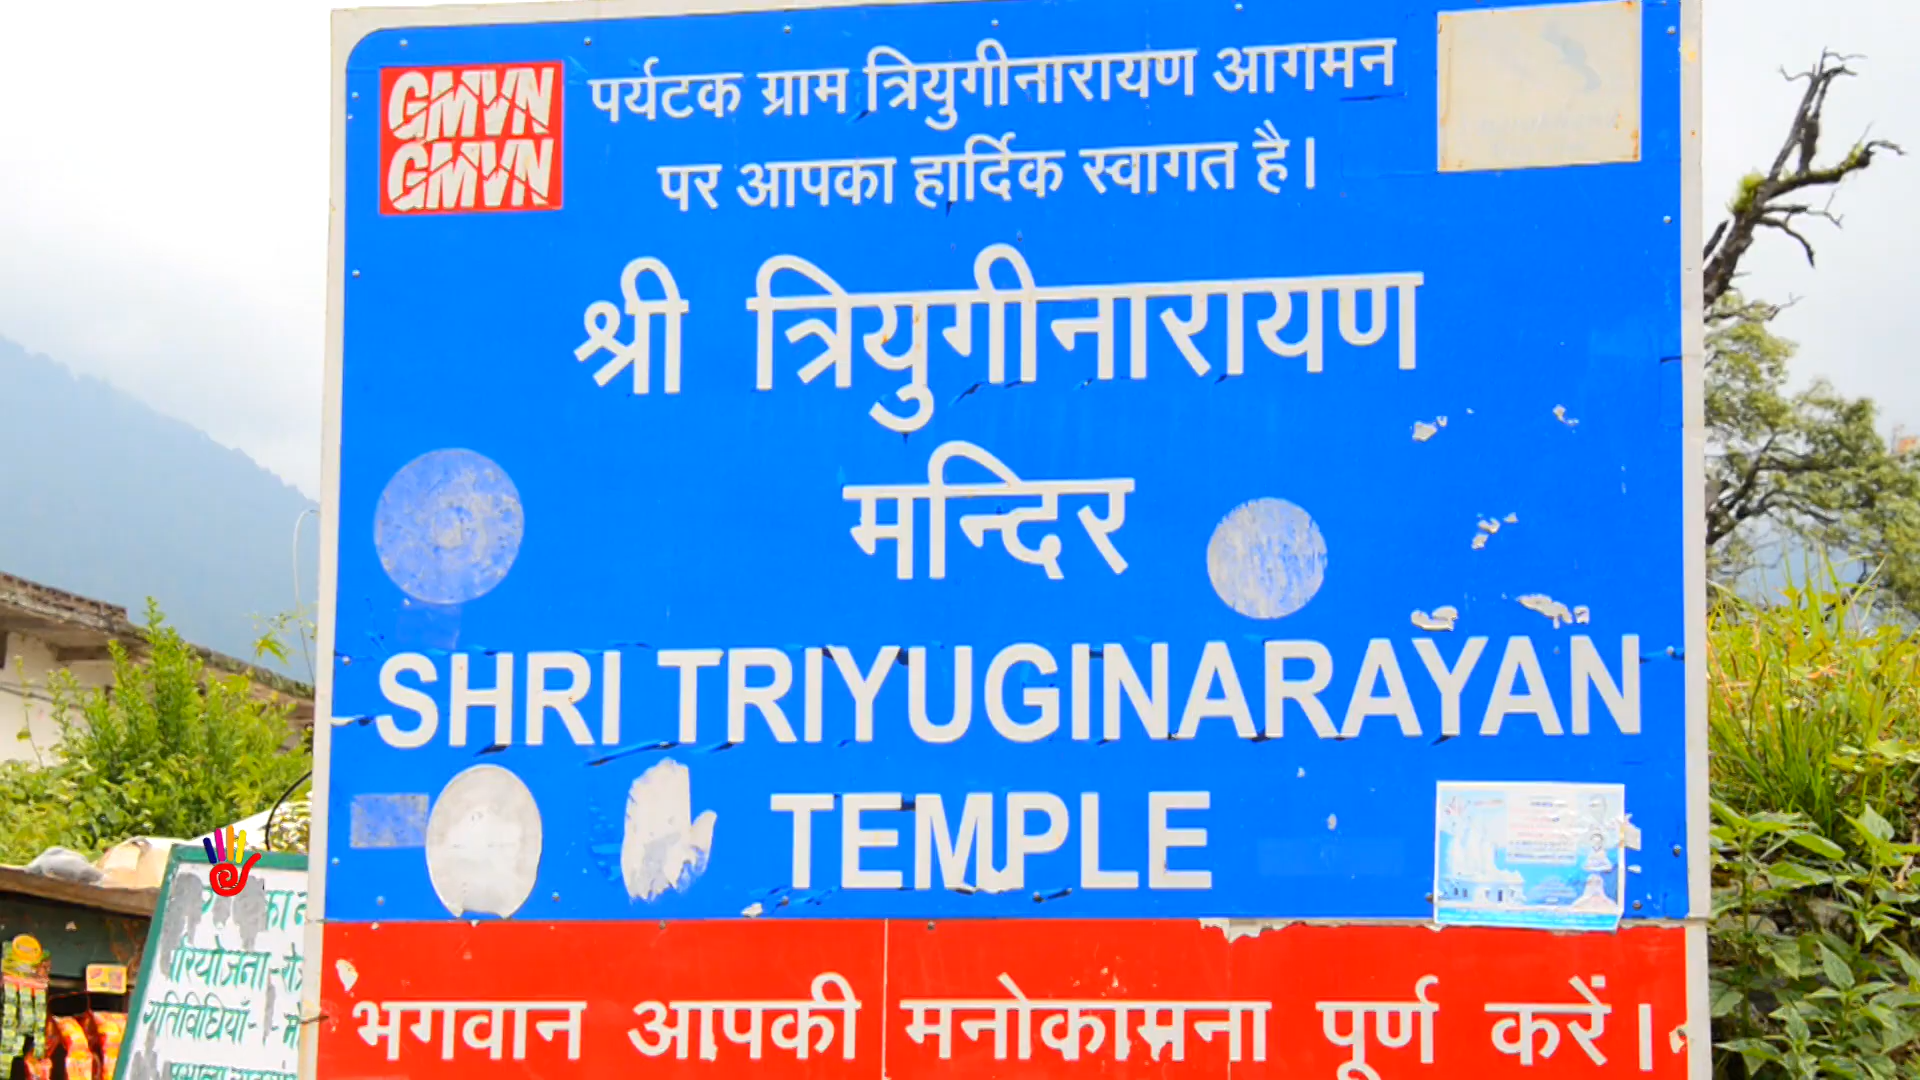 GMVN
GMVN
पर्यटक ग्राम त्रियुगीनारायण आगमन
पर आपका हार्दिक स्वागत है।
श्री त्रियुगीनारायण
मन्दिर
SHRI TRIYUGINARAYAN
TEMPLE
भगवान आपकी मनोकामना पूर्ण करें।
गतिविधियाँ-